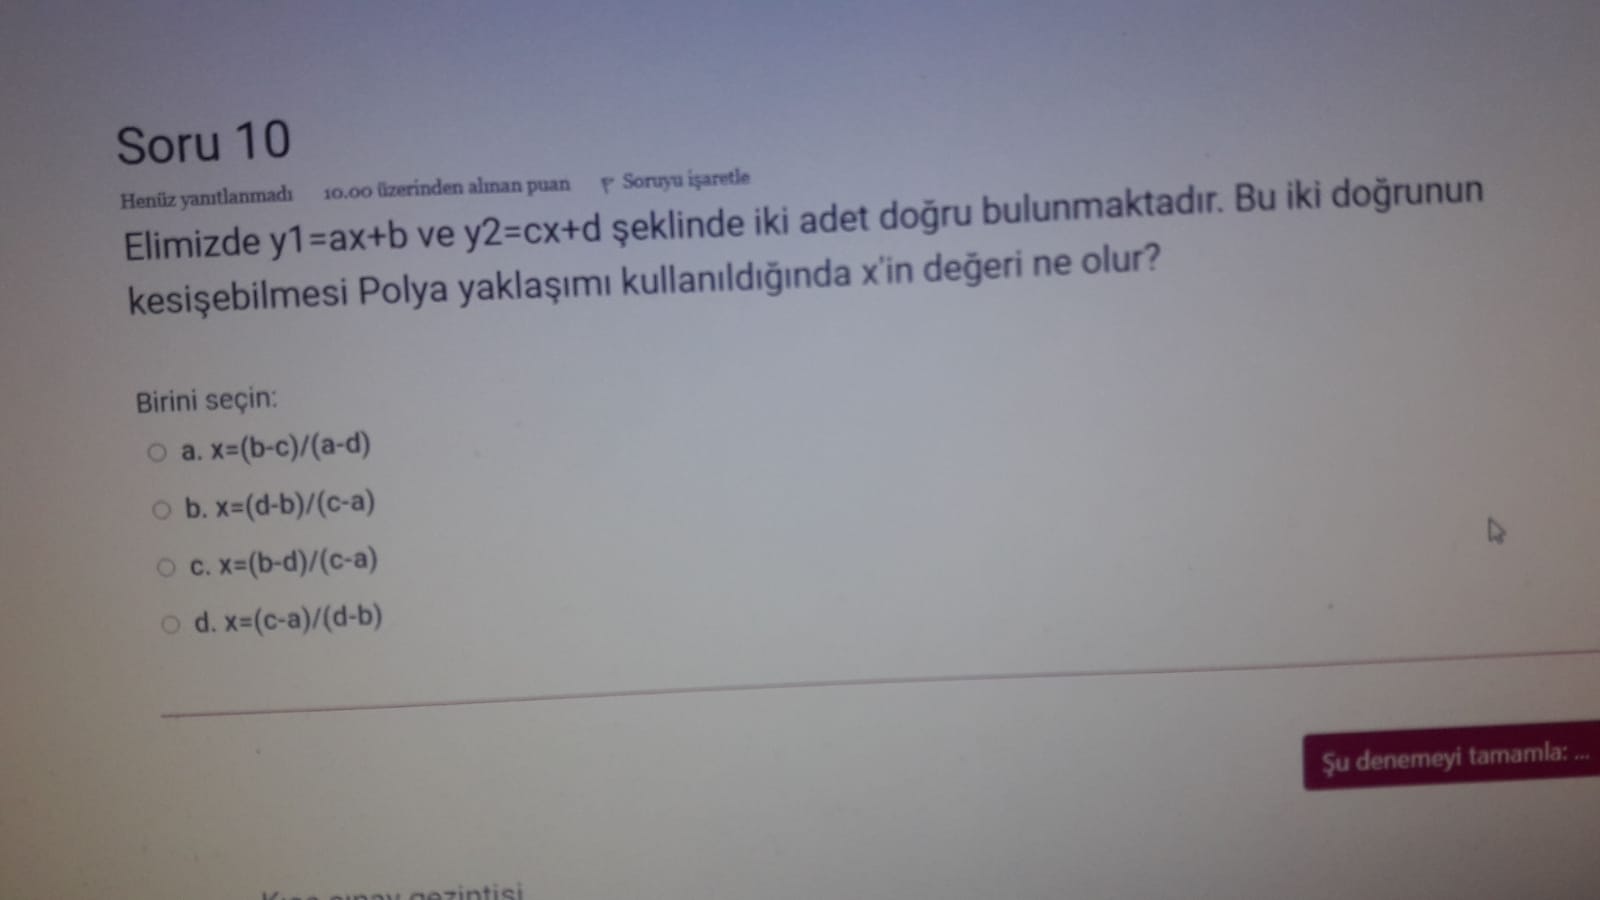 Soru 10
Henüz yanıtlanmadı 10.00 üzerinden alınan puan Soruyu işaretle
Elimizde y1=ax+b ve y2=cx+d şeklinde iki adet doğru bulunmaktadır. Bu iki doğrunun
kesişebilmesi Polya yaklaşımı kullanıldığında x'in değeri ne olur?
Birini seçin:
a. x=(b-c)/(a-d)
b. x=(d-b)/(c-a)
c. x=(b-d)/(c-a)
d. x=(c-a)/(d-b)
Şu denemeyi tamamla: ...
gezintisi